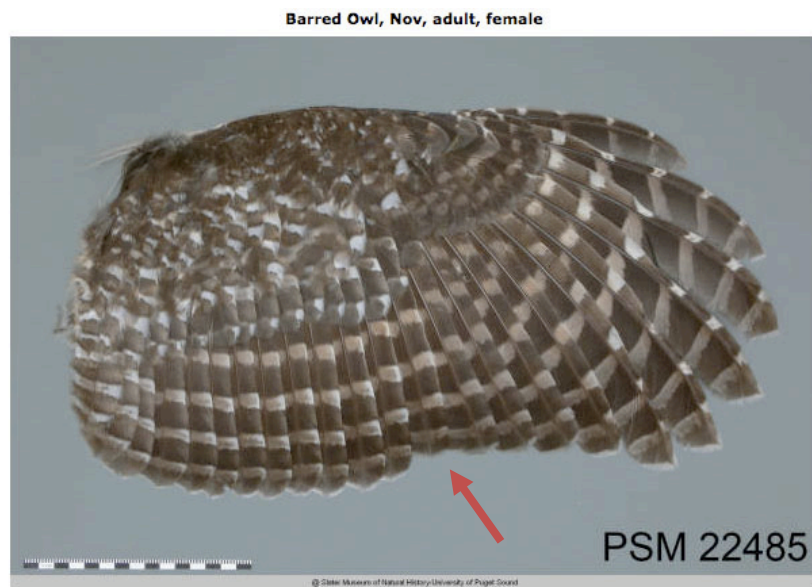 Barred Owl, Nov, adult, female
PSM 22485
@ Slater Museum of Natural History-University of Puget Sound